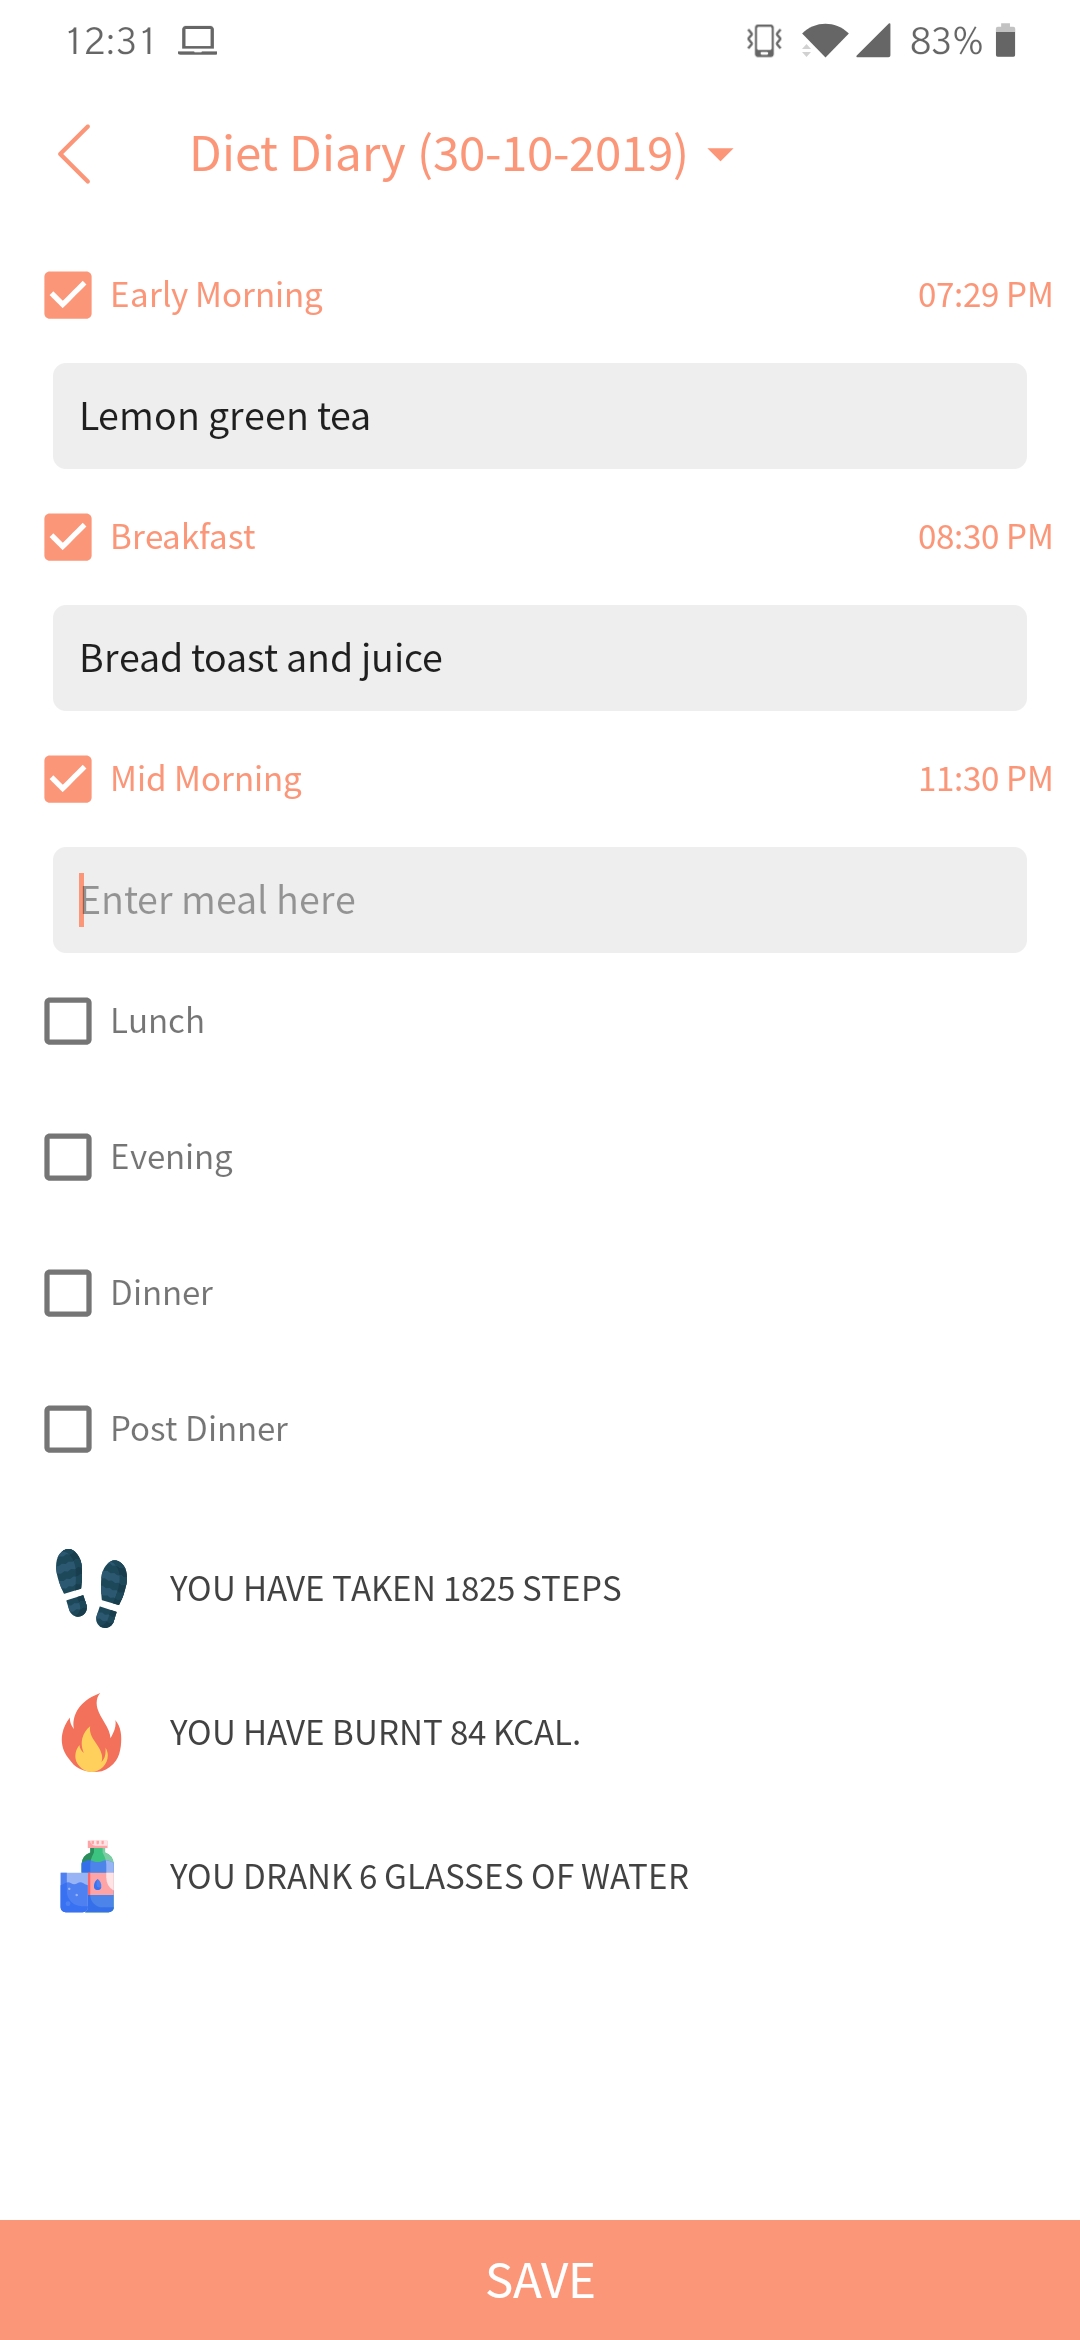 12:31 83%
Diet Diary (30-10-2019)
Early Morning 07:29 PM
Lemon green tea
Breakfast 08:30 PM
Bread toast and juice
Mid Morning 11:30 PM
Enter meal here
Lunch
Evening
Dinner
Post Dinner
YOU HAVE TAKEN 1825 STEPS
YOU HAVE BURNT 84 KCAL.
YOU DRANK 6 GLASSES OF WATER
SAVE